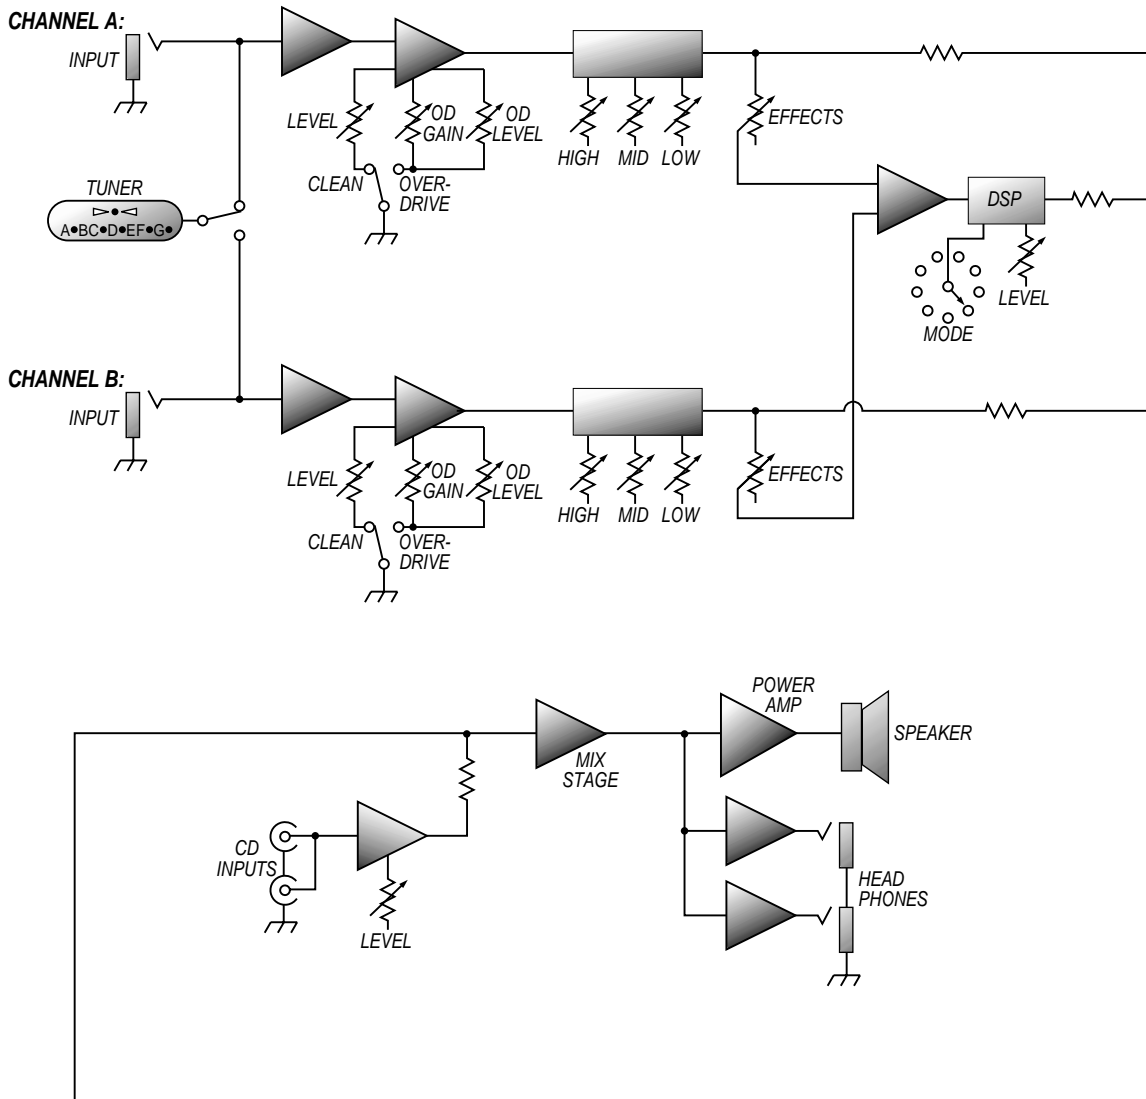 CHANNEL A:
INPUT
LEVEL
OD
GAIN
OD
LEVEL
CLEAN
OVER-
DRIVE
HIGH
MID
LOW
EFFECTS
TUNER
A●BC●D●EF●G●
DSP
LEVEL
MODE
CHANNEL B:
INPUT
LEVEL
OD
GAIN
OD
LEVEL
CLEAN
OVER-
DRIVE
HIGH
MID
LOW
EFFECTS
POWER
AMP
SPEAKER
MIX
STAGE
CD
INPUTS
LEVEL
HEAD
PHONES